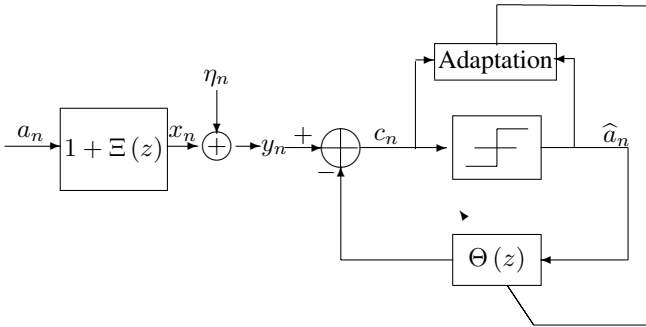 Adaptation
η_n
a_n
1 + Ξ (z)
x_n
+
y_n
+
−
c_n
â_n
Θ (z)